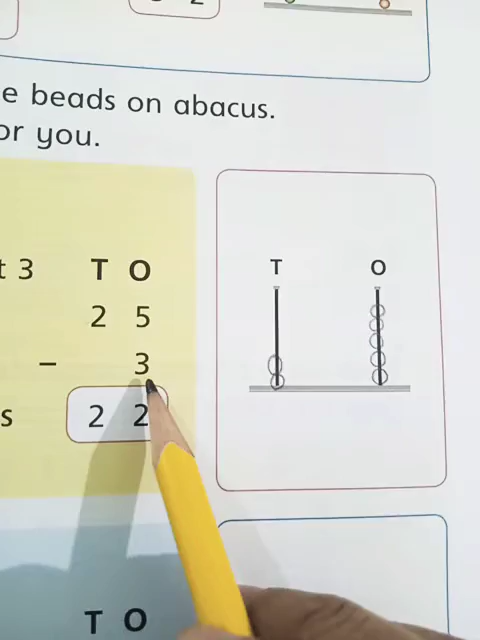 e beads on abacus.
or you.
t 3 T O
2 5
− 3
s 2 2
T O
T O